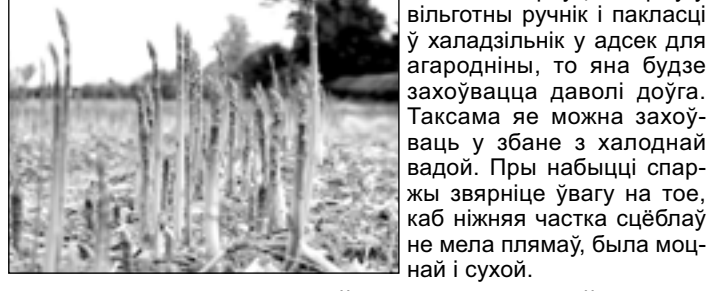 вільготны ручнік і пакласці
ў халадзільнік у адсек для
агародніны, то яна будзе
захоўвацца даволі доўга.
Таксама яе можна захоў-
ваць у збане з халоднай
вадой. Пры набыцці спар-
жы звярніце ўвагу на тое,
каб ніжняя частка сцёблаў
не мела плямаў, была моц-
най і сухой.